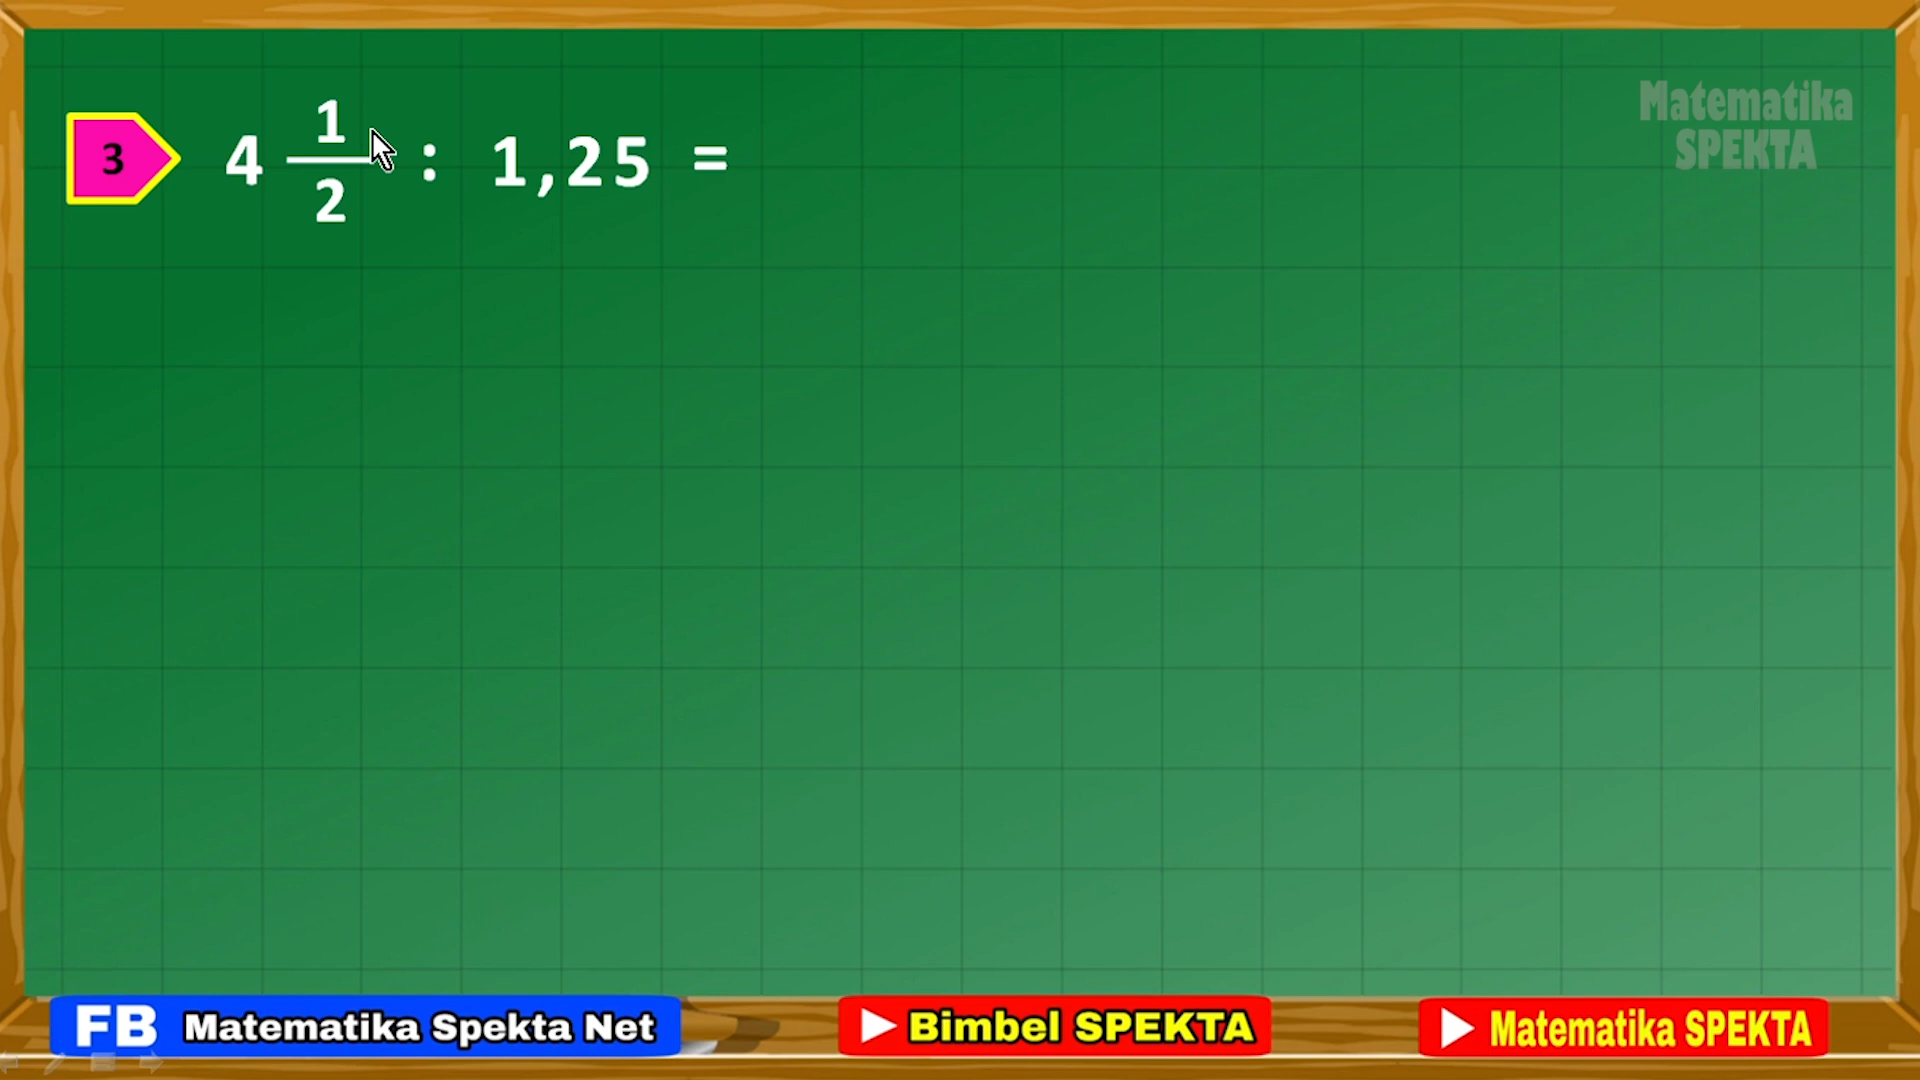 3
4 1/2 : 1,25 =
Matematika
SPEKTA
FB Matematika Spekta Net
Bimbel SPEKTA
Matematika SPEKTA